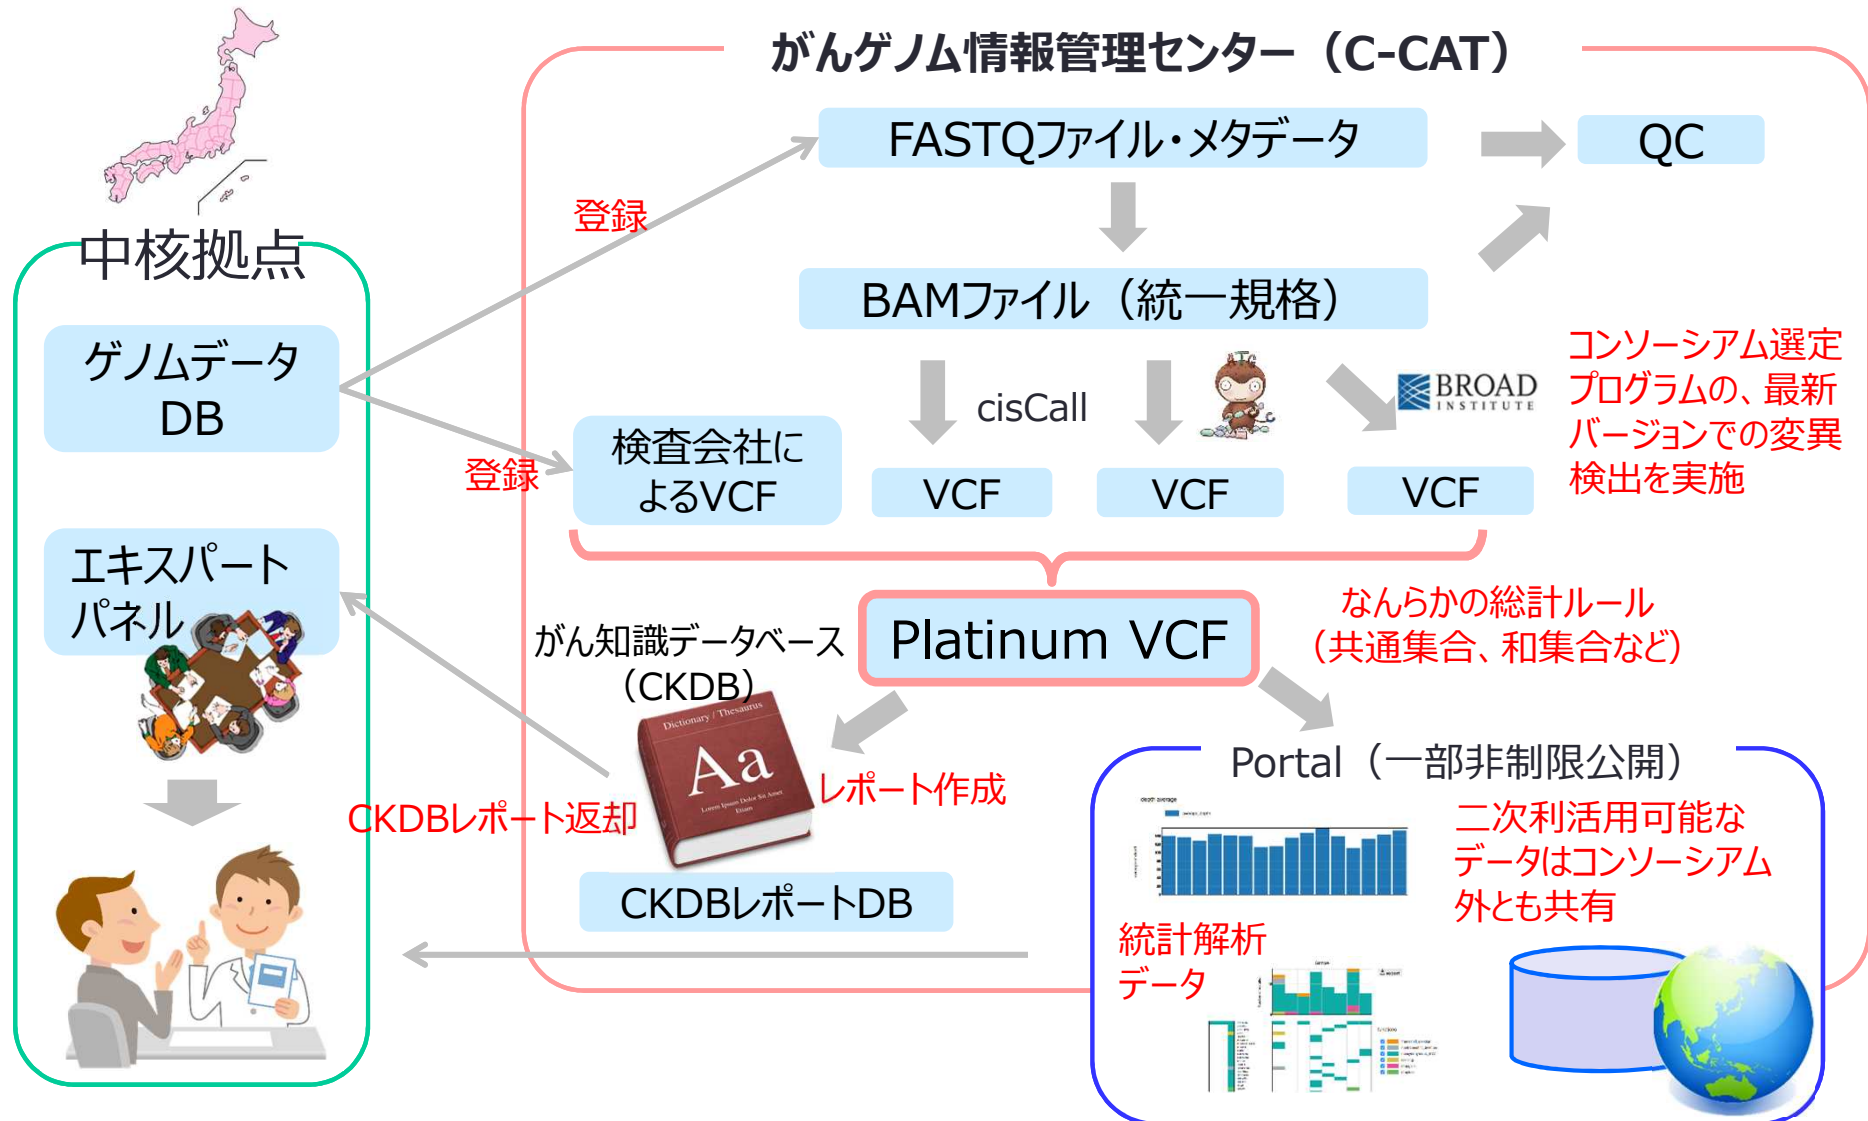 がんゲノム情報管理センター（C-CAT）
FASTQファイル・メタデータ
QC
登録
中核拠点
BAMファイル（統一規格）
ゲノムデータ
DB
cisCall
BROAD
INSTITUTE
コンソーシアム選定
プログラムの、最新
バージョンでの変異
検出を実施
登録
検査会社に
よるVCF
VCF
VCF
VCF
エキスパート
パネル
Platinum VCF
なんらかの総計ルール
（共通集合、和集合など）
がん知識データベース
（CKDB）
Dictionary / Thesaurus
Aa
Lorem Ipsum Dolor Sit Amet
Etiam
レポート作成
CKDBレポート返却
CKDBレポートDB
Portal（一部非制限公開）
depth average
二次利活用可能な
データはコンソーシアム
外とも共有
統計解析
データ